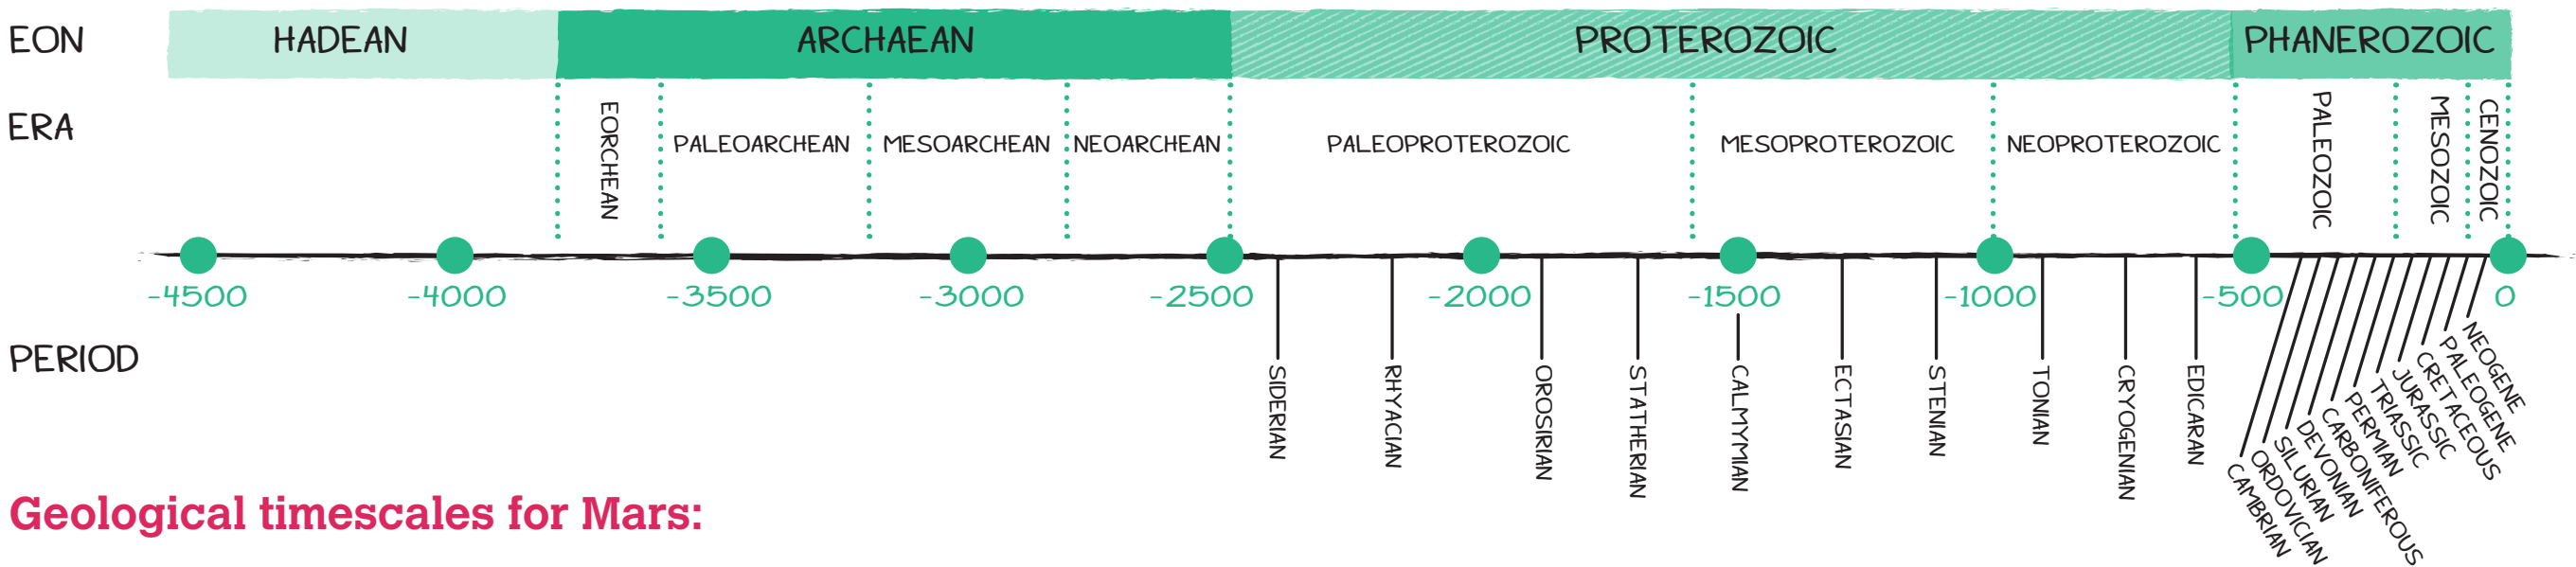 EON
HADEAN
ARCHAEAN
PROTEROZOIC
PHANEROZOIC
ERA
EORCHEAN
PALEOARCHEAN
MESOARCHEAN
NEOARCHEAN
PALEOPROTEROZOIC
MESOPROTEROZOIC
NEOPROTEROZOIC
PALEOZOIC
MESOZOIC
CENOZOIC
-4500
-4000
-3500
-3000
-2500
-2000
-1500
-1000
-500
0
PERIOD
SIDERIAN
RHYACIAN
OROSIRIAN
STATHERIAN
CALMYMIAN
ECTASIAN
STENIAN
TONIAN
CRYOGENIAN
EDICARAN
CAMBRIAN
ORDOVICIAN
SILURIAN
DEVONIAN
CARBONIFEROUS
PERMIAN
TRIASSIC
JURASSIC
CRETACEOUS
PALEOGENE
NEOGENE
Geological timescales for Mars: